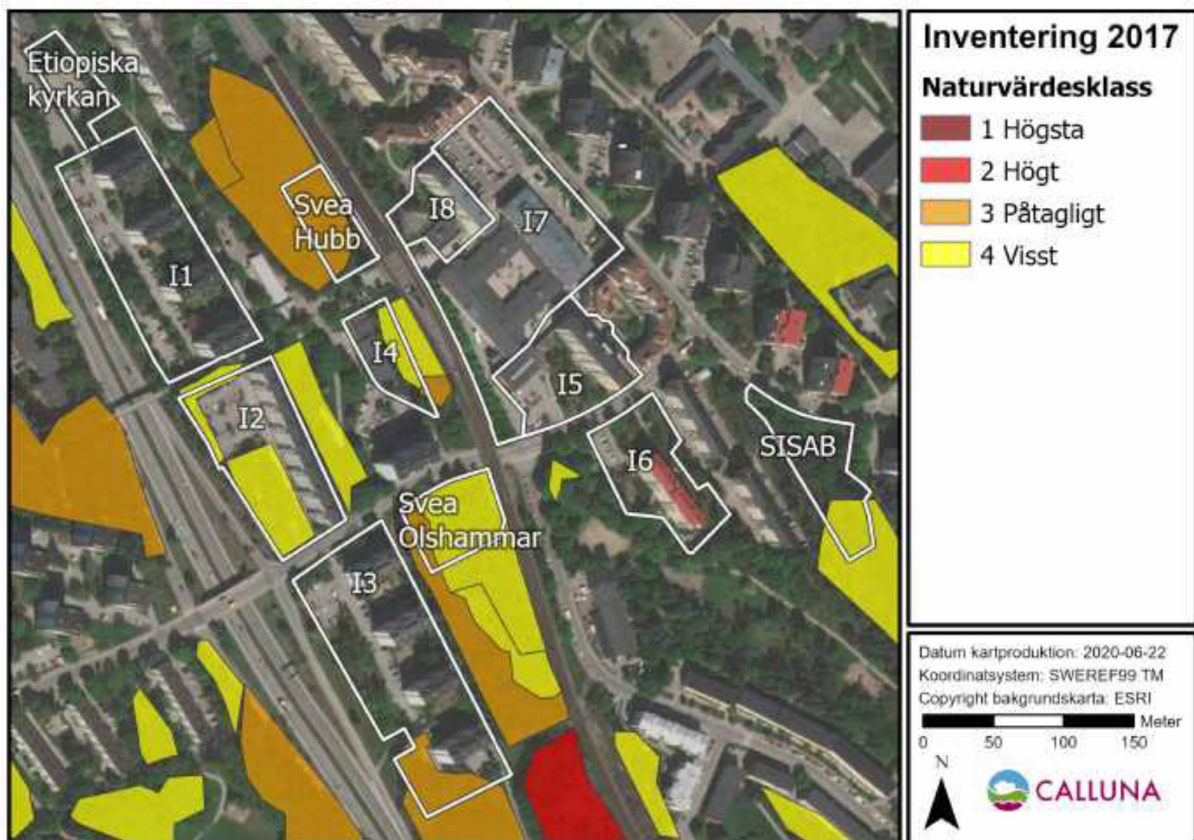 Etiopiska
kyrkan
Svea
Hubb
I8
I7
I1
I4
I5
I2
I6
SISAB
Svea
Olshammar
I3
Inventering 2017
Naturvärdesklass
1 Högsta
2 Högt
3 Påtagligt
4 Visst
Datum kartproduktion: 2020-06-22
Koordinatsystem: SWEREF99 TM
Copyright bakgrundskarta: ESRI
Meter
0 50 100 150
N
CALLUNA